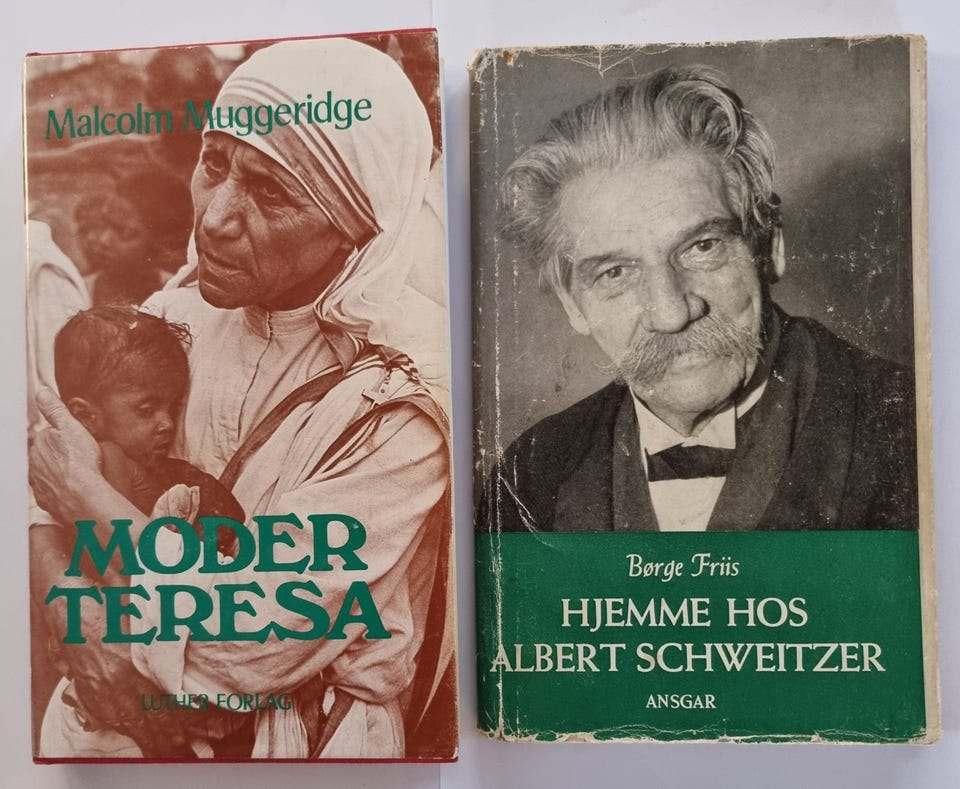 Malcolm Muggeridge
MODER
TERESA
LUTHER FORLAG
Børge Friis
HJEMME HOS
ALBERT SCHWEITZER
ANSGAR